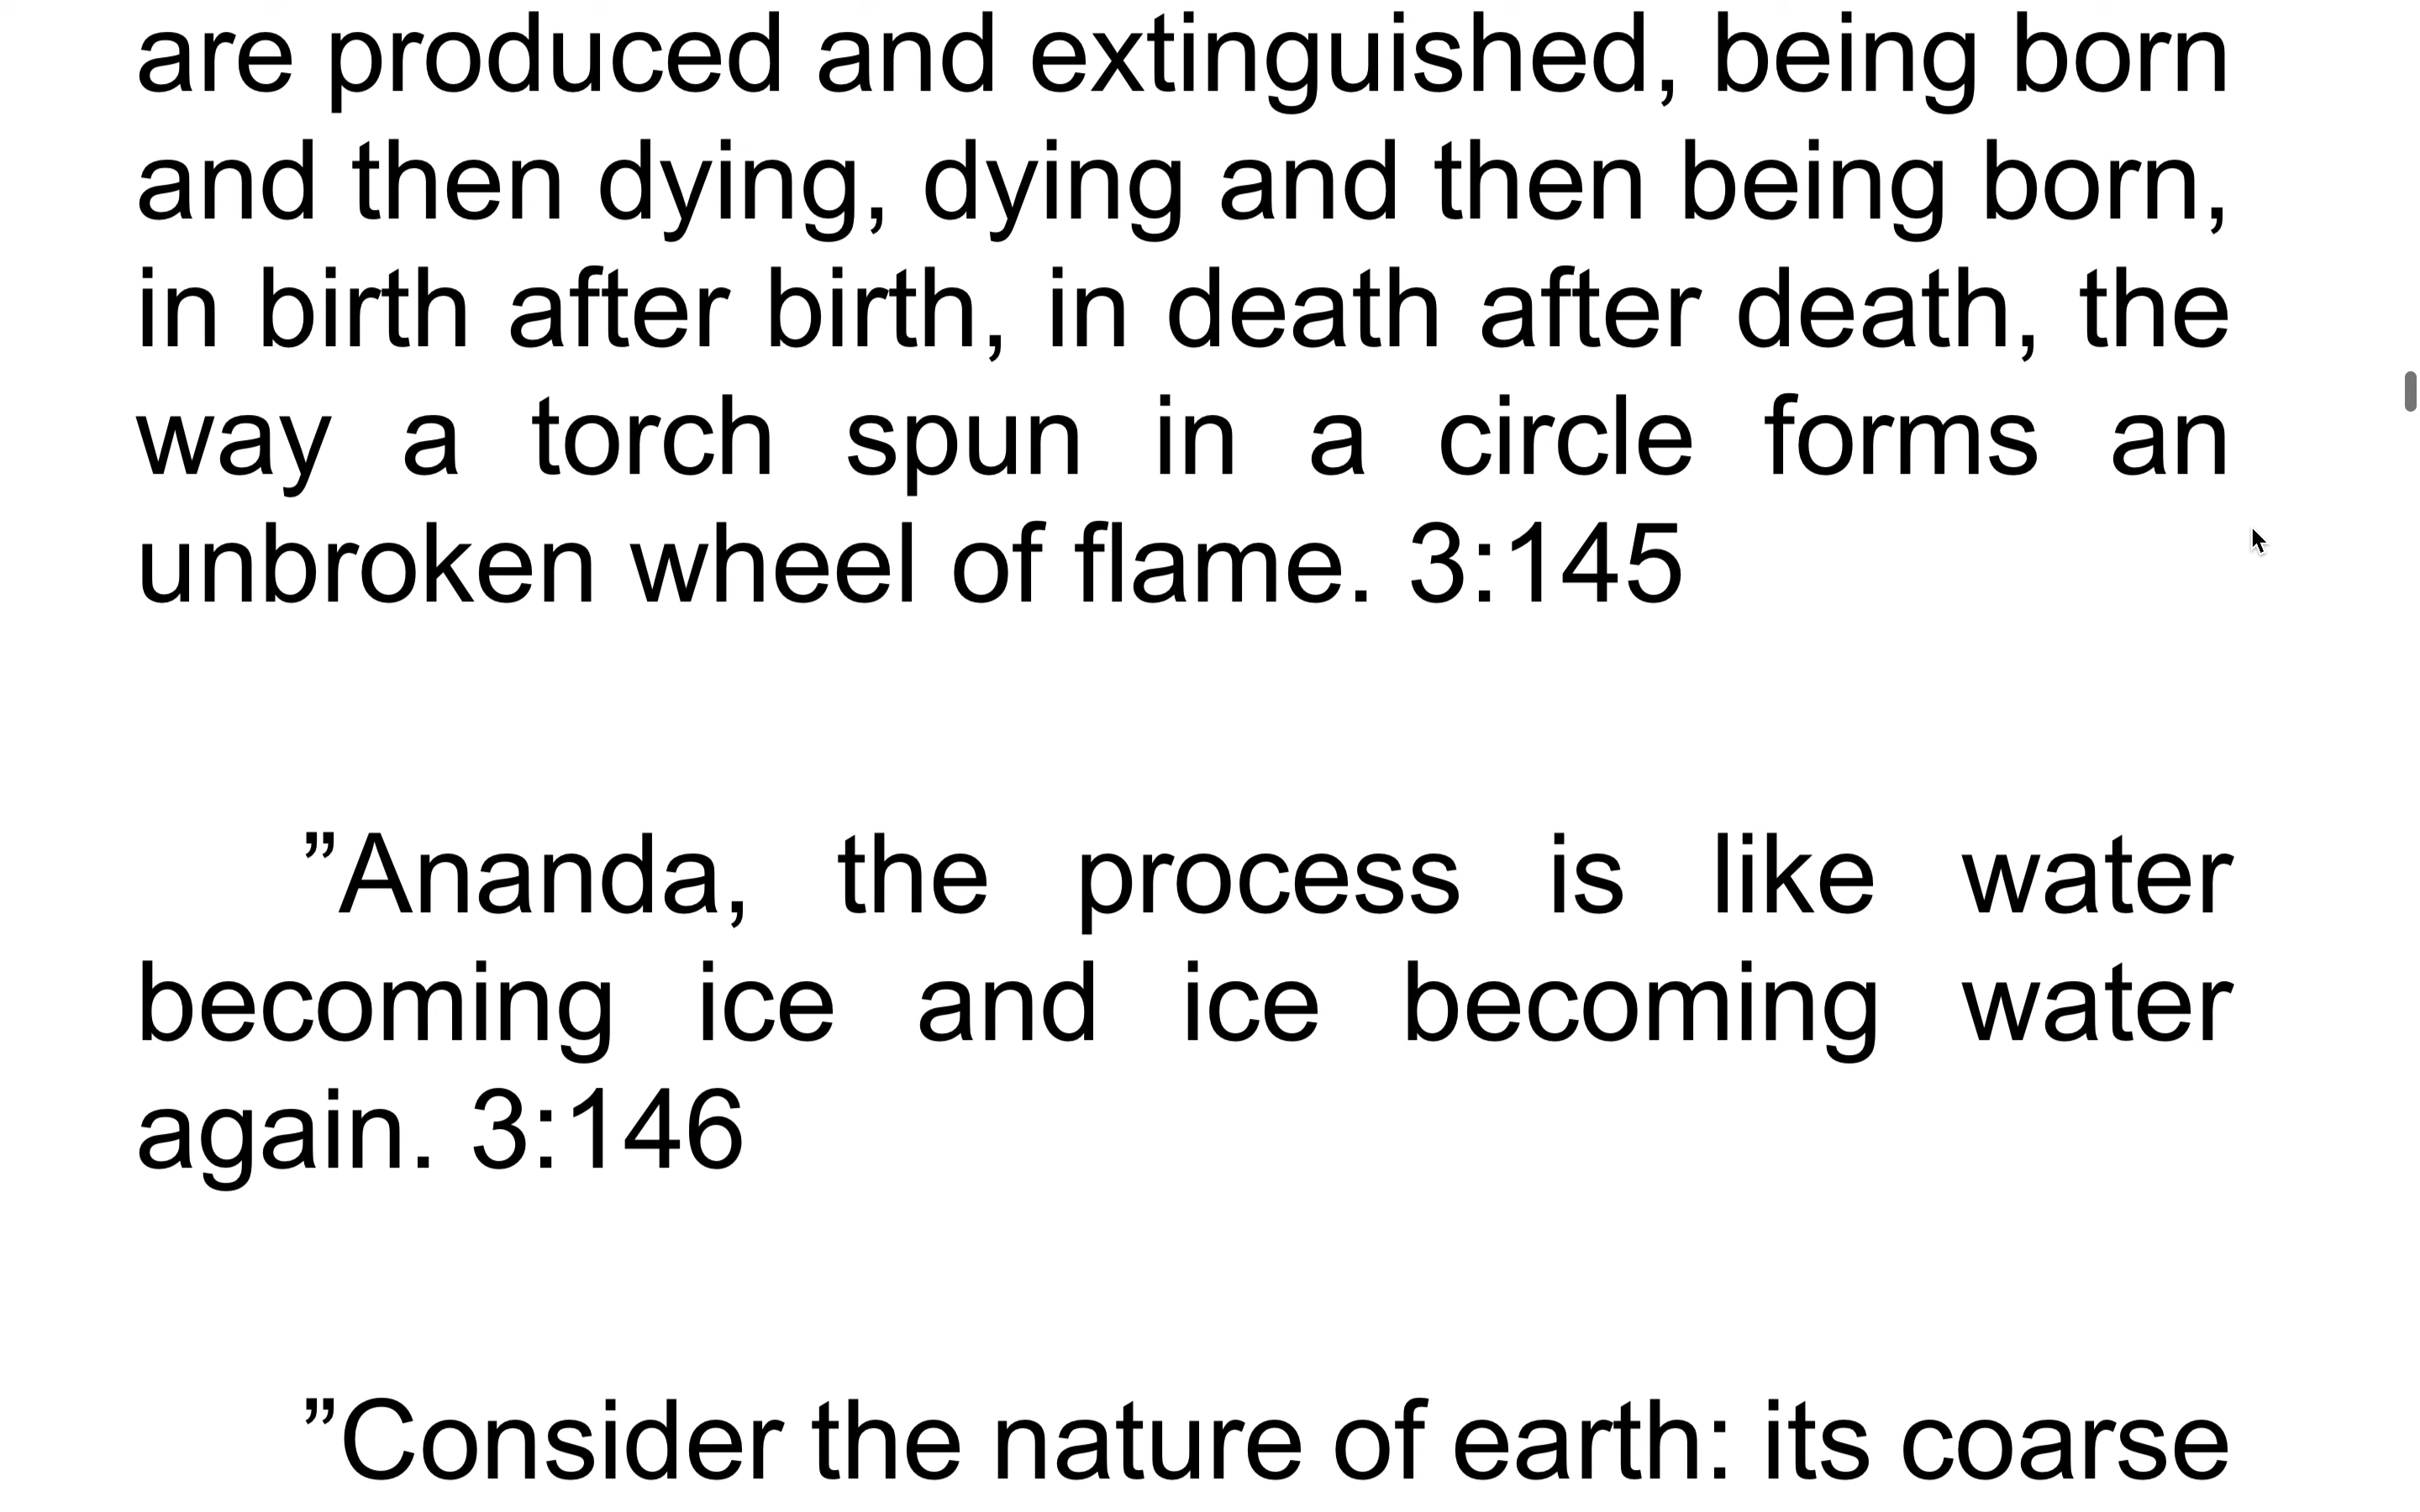 are produced and extinguished, being born
and then dying, dying and then being born,
in birth after birth, in death after death, the
way a torch spun in a circle forms an
unbroken wheel of flame. 3:145
”Ananda, the process is like water
becoming ice and ice becoming water
again. 3:146
”Consider the nature of earth: its coarse